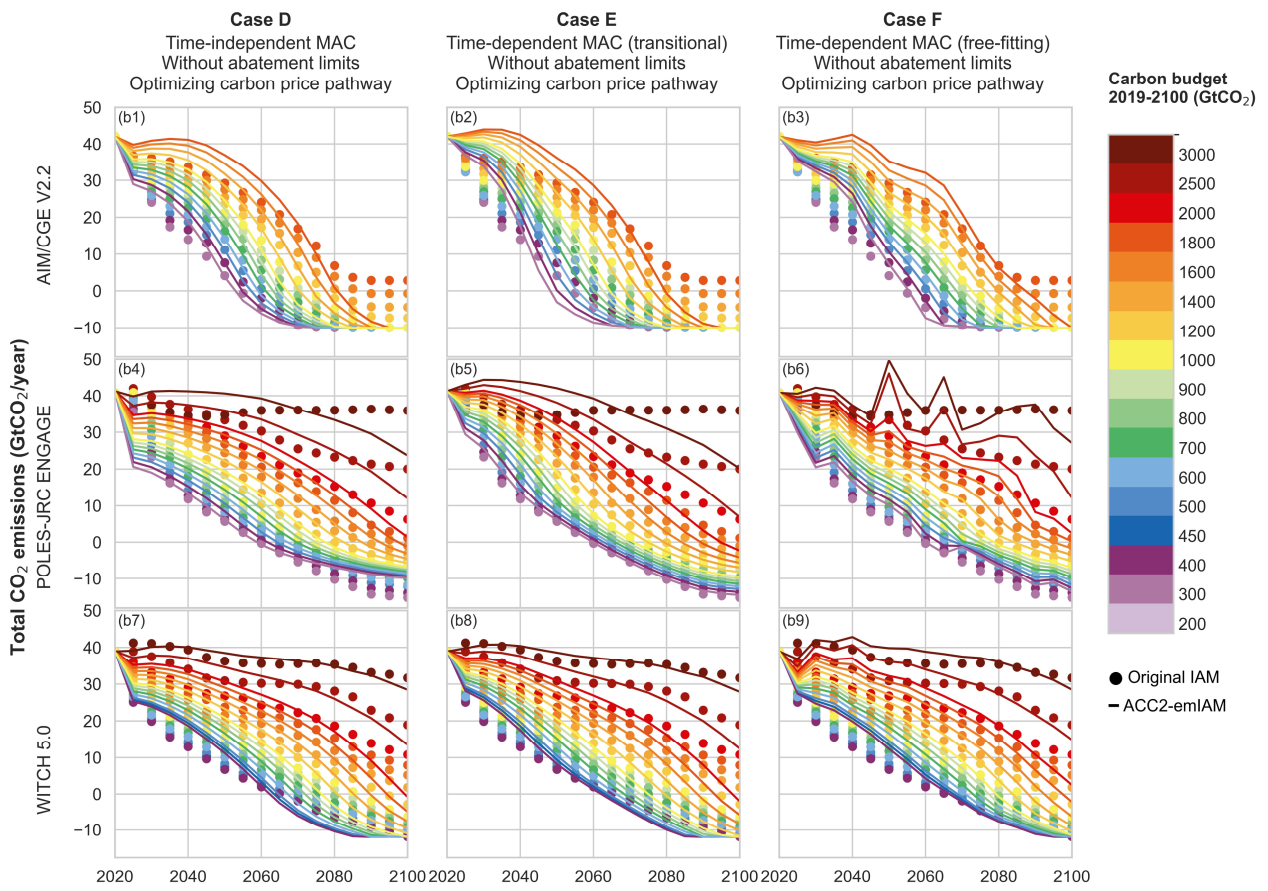 Case D
Time-independent MAC
Without abatement limits
Optimizing carbon price pathway
Case E
Time-dependent MAC (transitional)
Without abatement limits
Optimizing carbon price pathway
Case F
Time-dependent MAC (free-fitting)
Without abatement limits
Optimizing carbon price pathway
Total CO₂ emissions (GtCO₂/year)
AIM/CGE V2.2
50
40
30
20
10
0
−10
(b1)
(b2)
(b3)
POLES-JRC ENGAGE
50
40
30
20
10
0
−10
(b4)
(b5)
(b6)
WITCH 5.0
50
40
30
20
10
0
−10
(b7)
(b8)
(b9)
2020 2040 2060 2080 2100
2020 2040 2060 2080 2100
2020 2040 2060 2080 2100
Carbon budget
2019-2100 (GtCO₂)
3000
2500
2000
1800
1600
1400
1200
1000
900
800
700
600
500
450
400
300
200
Original IAM
ACC2-emIAM